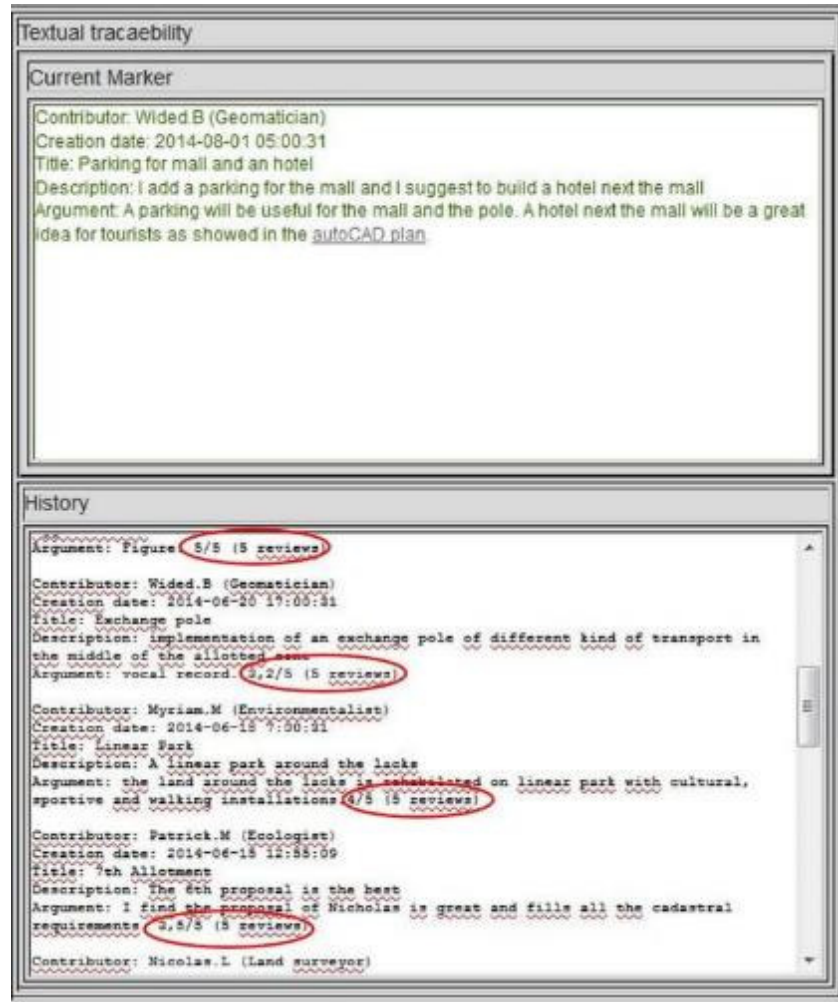 Textual tracaebility
Current Marker
Contributor: Wided.B (Geomatician)
Creation date: 2014-08-01 05:00:31
Title: Parking for mall and an hotel
Description: I add a parking for the mall and I suggest to build a hotel next the mall
Argument: A parking will be useful for the mall and the pole. A hotel next the mall will be a great
idea for tourists as showed in the autoCAD plan.
History
Argument: Figure. 5/5 (5 reviews)
Contributor: Wided.B (Geomatician)
Creation date: 2014-06-20 17:00:31
Title: Exchange pole
Description: implementation of an exchange pole of different kind of transport in
the middle of the allotted
Argument: vocal record. 3,2/5 (5 reviews)
Contributor: Myriam.M (Environmentalist)
Creation date: 2014-06-15 7:00:31
Title: Linear Park
Description: A linear park around the lacks
Argument: the land around the lacks is rehabilated on linear park with cultural,
sportive and walking installations 4/5 (5 reviews)
Contributor: Patrick.M (Ecologist)
Creation date: 2014-06-15 12:55:09
Title: 7th Allotment
Description: The 6th proposal is the best
Argument: I find the proposal of Nicholas is great and fills all the cadastral
requirements 3,5/5 (5 reviews)
Contributor: Nicolas.L (Land surveyor)